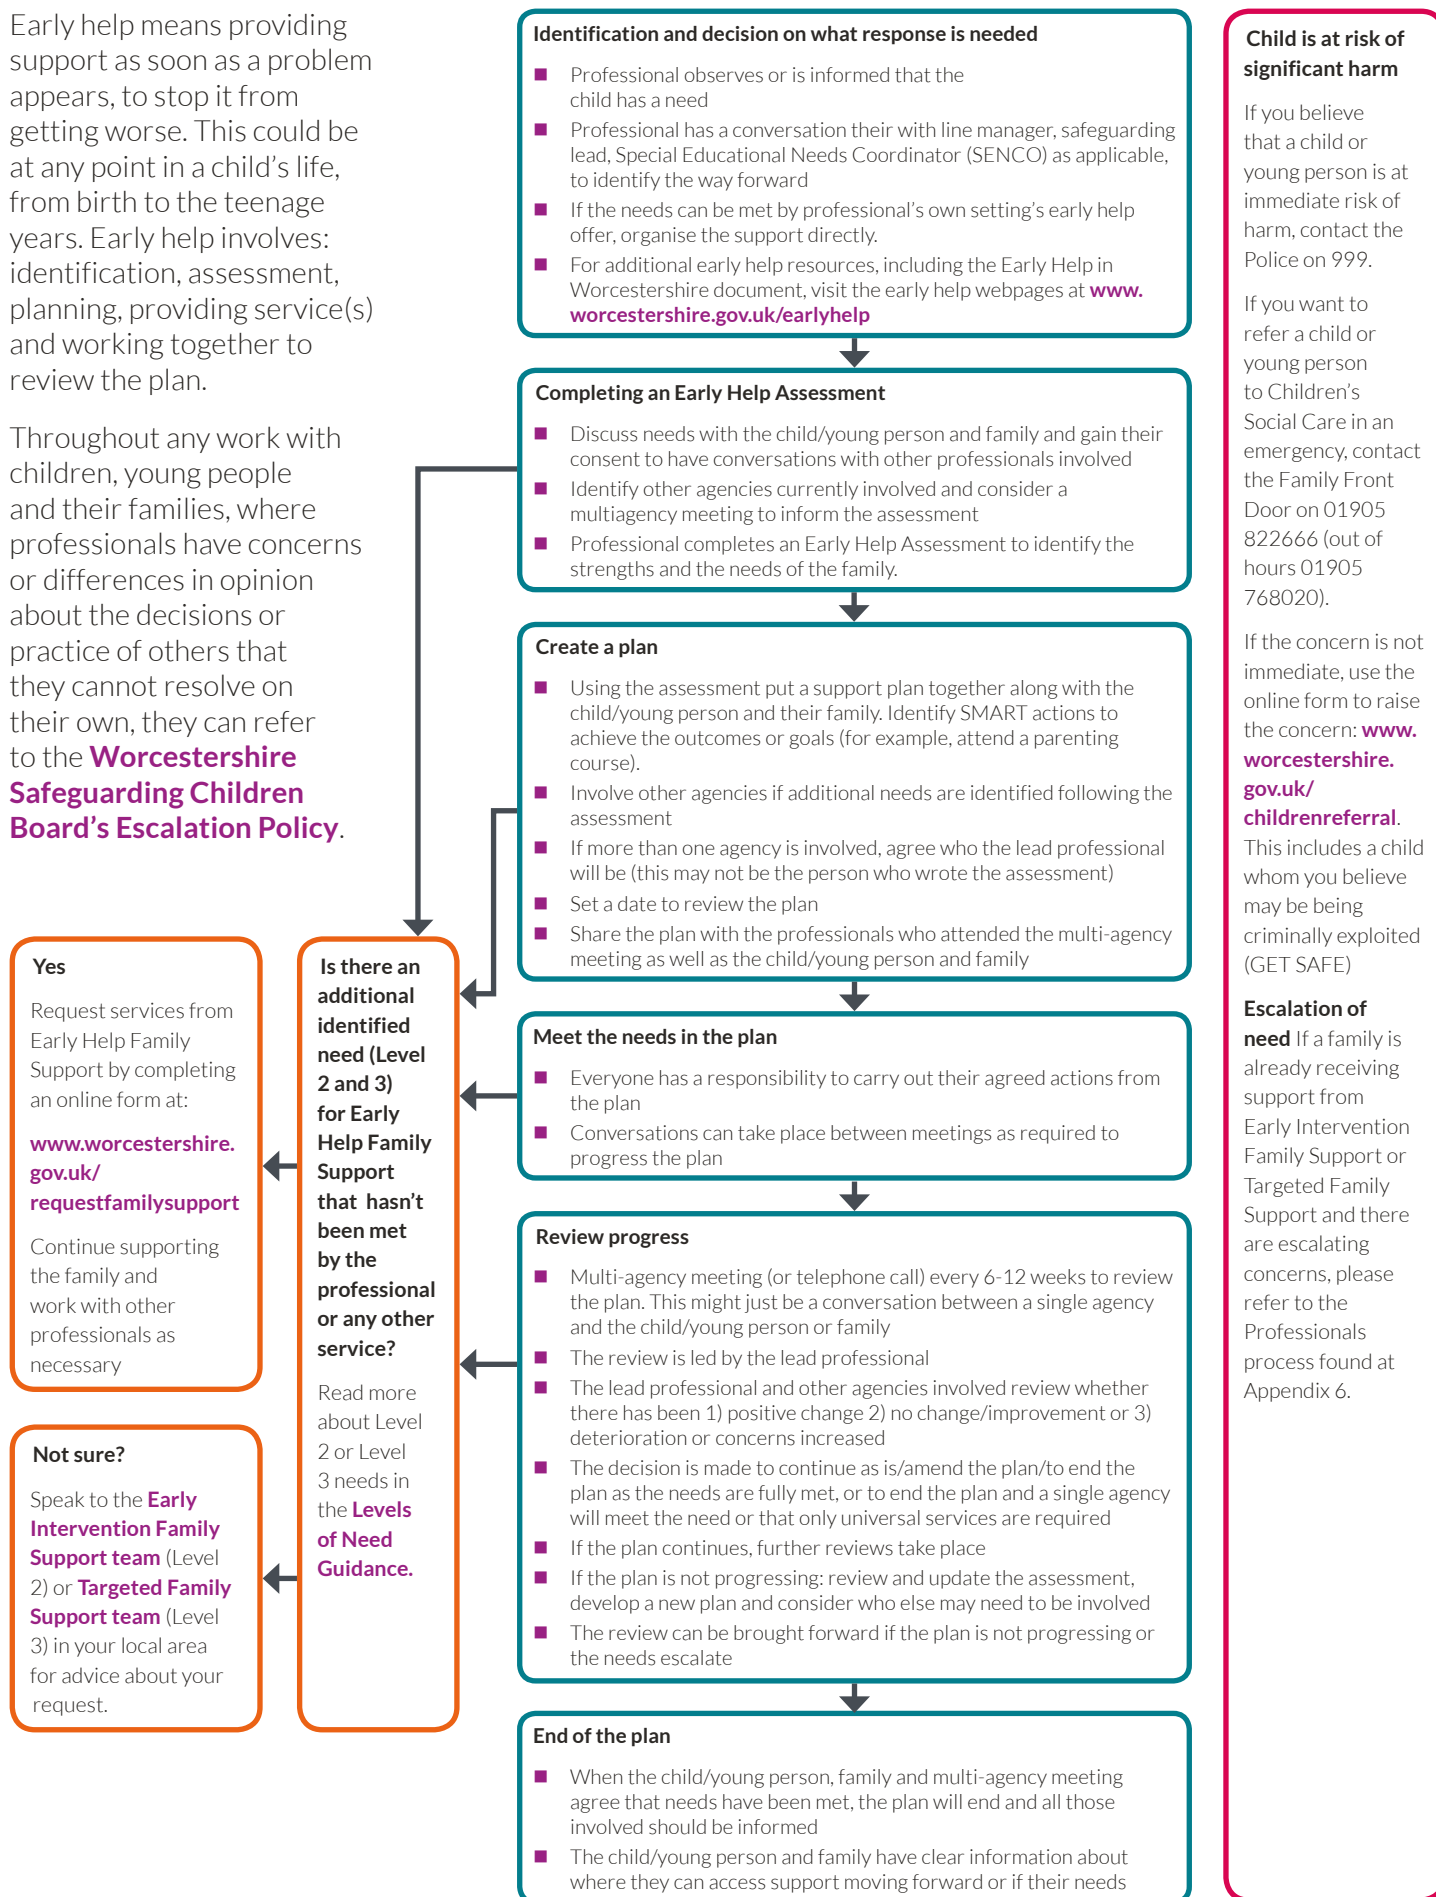 Early help means providing
support as soon as a problem
appears, to stop it from
getting worse. This could be
at any point in a child's life,
from birth to the teenage
years. Early help involves:
identification, assessment,
planning, providing service(s)
and working together to
review the plan.
Throughout any work with
children, young people
and their families, where
professionals have concerns
or differences in opinion
about the decisions or
practice of others that
they cannot resolve on
their own, they can refer
to the Worcestershire
Safeguarding Children
Board's Escalation Policy.
Identification and decision on what response is needed
■ Professional observes or is informed that the
child has a need
■ Professional has a conversation their with line manager, safeguarding
lead, Special Educational Needs Coordinator (SENCO) as applicable,
to identify the way forward
■ If the needs can be met by professional's own setting's early help
offer, organise the support directly.
■ For additional early help resources, including the Early Help in
Worcestershire document, visit the early help webpages at www.
worcestershire.gov.uk/earlyhelp
Completing an Early Help Assessment
■ Discuss needs with the child/young person and family and gain their
consent to have conversations with other professionals involved
■ Identify other agencies currently involved and consider a
multiagency meeting to inform the assessment
■ Professional completes an Early Help Assessment to identify the
strengths and the needs of the family.
Create a plan
■ Using the assessment put a support plan together along with the
child/young person and their family. Identify SMART actions to
achieve the outcomes or goals (for example, attend a parenting
course).
■ Involve other agencies if additional needs are identified following the
assessment
■ If more than one agency is involved, agree who the lead professional
will be (this may not be the person who wrote the assessment)
■ Set a date to review the plan
■ Share the plan with the professionals who attended the multi-agency
meeting as well as the child/young person and family
Meet the needs in the plan
■ Everyone has a responsibility to carry out their agreed actions from
the plan
■ Conversations can take place between meetings as required to
progress the plan
Review progress
■ Multi-agency meeting (or telephone call) every 6-12 weeks to review
the plan. This might just be a conversation between a single agency
and the child/young person or family
■ The review is led by the lead professional
■ The lead professional and other agencies involved review whether
there has been 1) positive change 2) no change/improvement or 3)
deterioration or concerns increased
■ The decision is made to continue as is/amend the plan/to end the
plan as the needs are fully met, or to end the plan and a single agency
will meet the need or that only universal services are required
■ If the plan continues, further reviews take place
■ If the plan is not progressing: review and update the assessment,
develop a new plan and consider who else may need to be involved
■ The review can be brought forward if the plan is not progressing or
the needs escalate
End of the plan
■ When the child/young person, family and multi-agency meeting
agree that needs have been met, the plan will end and all those
involved should be informed
■ The child/young person and family have clear information about
where they can access support moving forward or if their needs
Is there an
additional
identified
need (Level
2 and 3)
for Early
Help Family
Support
that hasn't
been met
by the
professional
or any other
service?
Read more
about Level
2 or Level
3 needs in
the Levels
of Need
Guidance.
Yes
Request services from
Early Help Family
Support by completing
an online form at:
www.worcestershire.
gov.uk/
requestfamilysupport
Continue supporting
the family and
work with other
professionals as
necessary
Not sure?
Speak to the Early
Intervention Family
Support team (Level
2) or Targeted Family
Support team (Level
3) in your local area
for advice about your
request.
Child is at risk of
significant harm
If you believe
that a child or
young person is at
immediate risk of
harm, contact the
Police on 999.
If you want to
refer a child or
young person
to Children's
Social Care in an
emergency, contact
the Family Front
Door on 01905
822666 (out of
hours 01905
768020).
If the concern is not
immediate, use the
online form to raise
the concern: www.
worcestershire.
gov.uk/
childrenreferral.
This includes a child
whom you believe
may be being
criminally exploited
(GET SAFE)
Escalation of
need If a family is
already receiving
support from
Early Intervention
Family Support or
Targeted Family
Support and there
are escalating
concerns, please
refer to the
Professionals
process found at
Appendix 6.